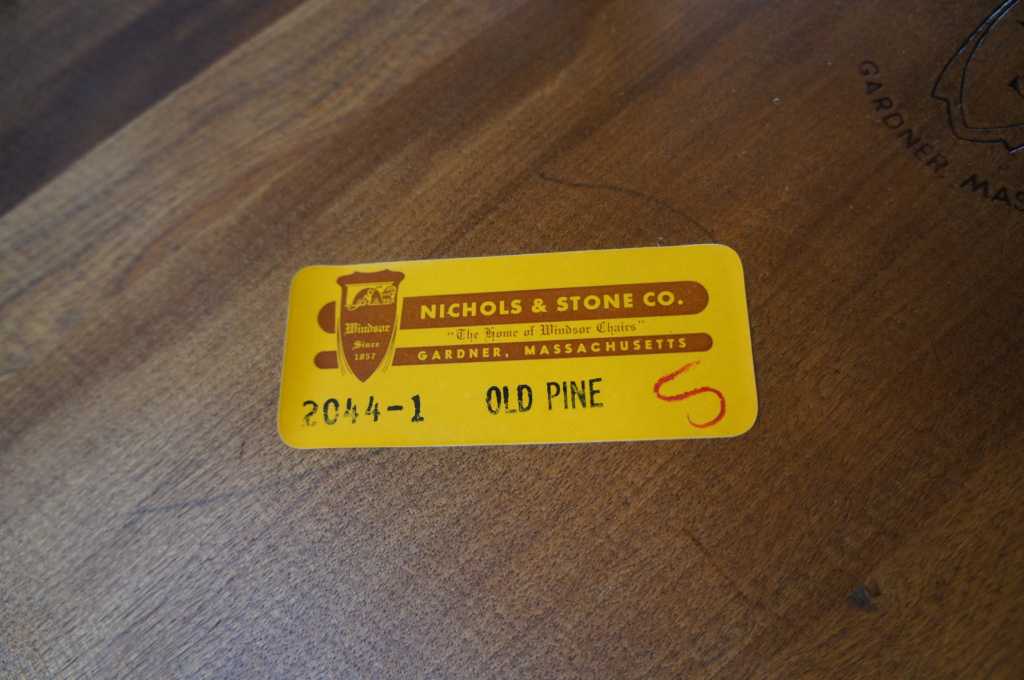 NICHOLS & STONE CO.
"The Home of Windsor Chairs"
GARDNER, MASSACHUSETTS
Windsor
Since
1857
2044-1 OLD PINE S
GARDNER, MAS